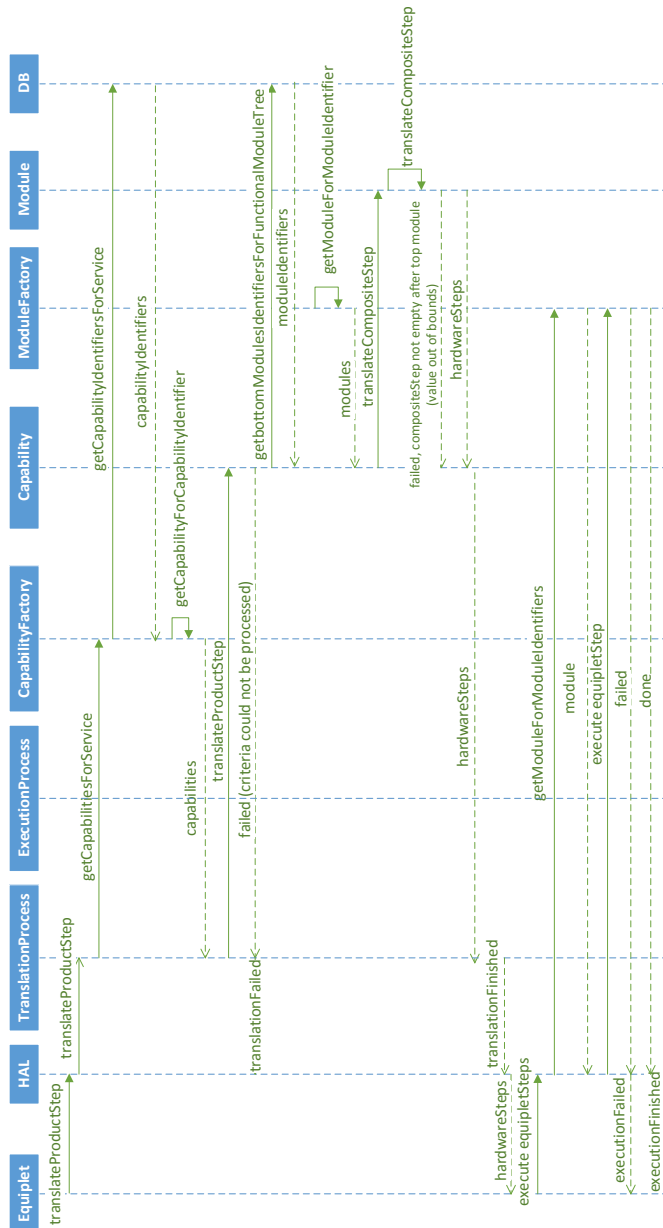 Equiplet
HAL
TranslationProcess
ExecutionProcess
CapabilityFactory
Capability
ModuleFactory
Module
DB
translateProductStep
translateProductStep
getCapabilitiesForService
getCapabilityIdentifiersForService
capabilityIdentifiers
getCapabilityForCapabilityIdentifier
capabilities
translateProductStep
failed (criteria could not be processed)
translationFailed
getbottomModulesIdentifiersForFunctionalModuleTree
moduleIdentifiers
getModuleForModuleIdentifier
modules
translateCompositeStep
translateCompositeStep
failed, compositeStep not empty after top module
(value out of bounds)
hardwareSteps
hardwareSteps
translationFinished
hardwareSteps
execute equipletSteps
getModuleForModuleIdentifiers
module
execute equipletStep
failed
executionFailed
done
executionFinished